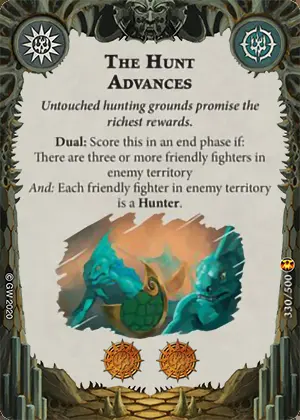 THE HUNT
ADVANCES
Untouched hunting grounds promise the
richest rewards.
Dual: Score this in an end phase if:
There are three or more friendly fighters in
enemy territory
And: Each friendly fighter in enemy territory
is a Hunter.
© GW 2020
330/500